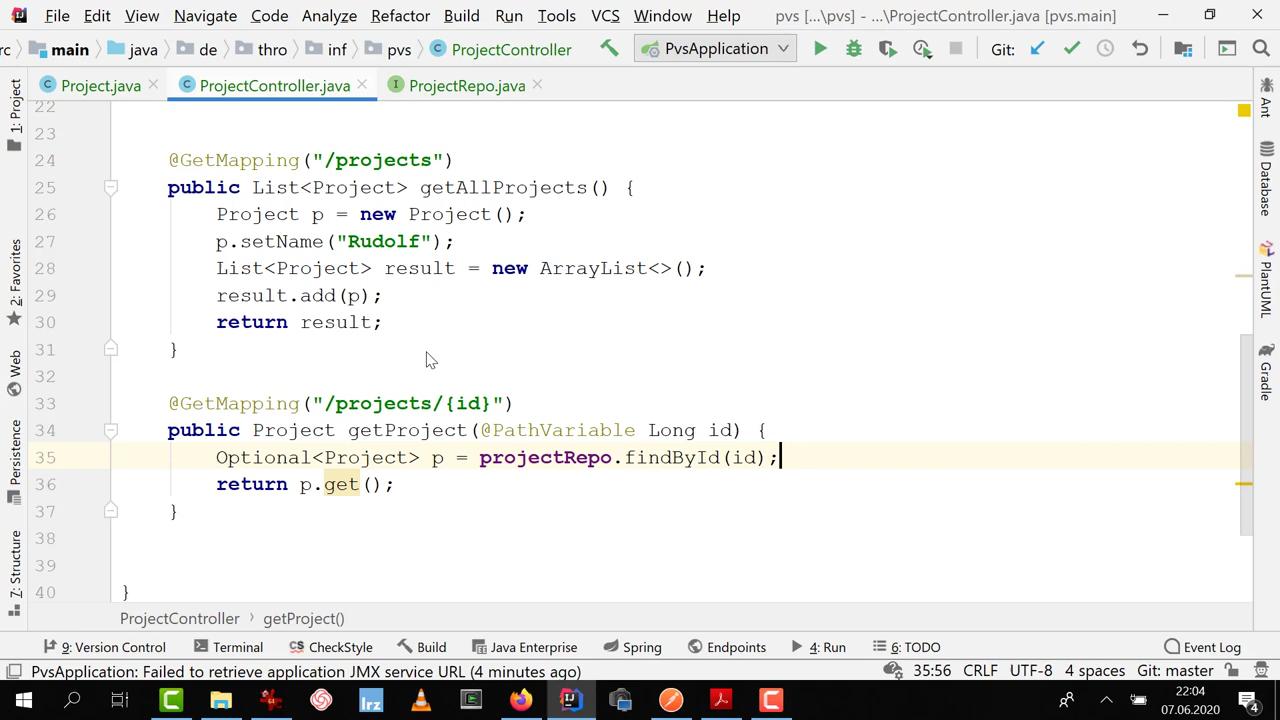 File Edit View Navigate Code Analyze Refactor Build Run Tools VCS Window Help pvs [...\pvs] - ...\ProjectController.java [pvs.main]
rc main java de thro inf pvs ProjectController PvsApplication Git:
Project.java ProjectController.java ProjectRepo.java
22
23
24 @GetMapping("/projects")
25 public List<Project> getAllProjects() {
26 Project p = new Project();
27 p.setName("Rudolf");
28 List<Project> result = new ArrayList<>();
29 result.add(p);
30 return result;
31 }
32
33 @GetMapping("/projects/{id}")
34 public Project getProject(@PathVariable Long id) {
35 Optional<Project> p = projectRepo.findById(id);
36 return p.get();
37 }
38
39
40 }
1: Project
2: Favorites
Web
Persistence
7: Structure
Ant
Database
PlantUML
Gradle
ProjectController › getProject()
9: Version Control Terminal CS CheckStyle Build Java Enterprise Spring Endpoints 4: Run 6: TODO Event Log
PvsApplication: Failed to retrieve application JMX service URL (4 minutes ago) 35:56 CRLF UTF-8 4 spaces Git: master
lrz 22:04
07.06.2020 4